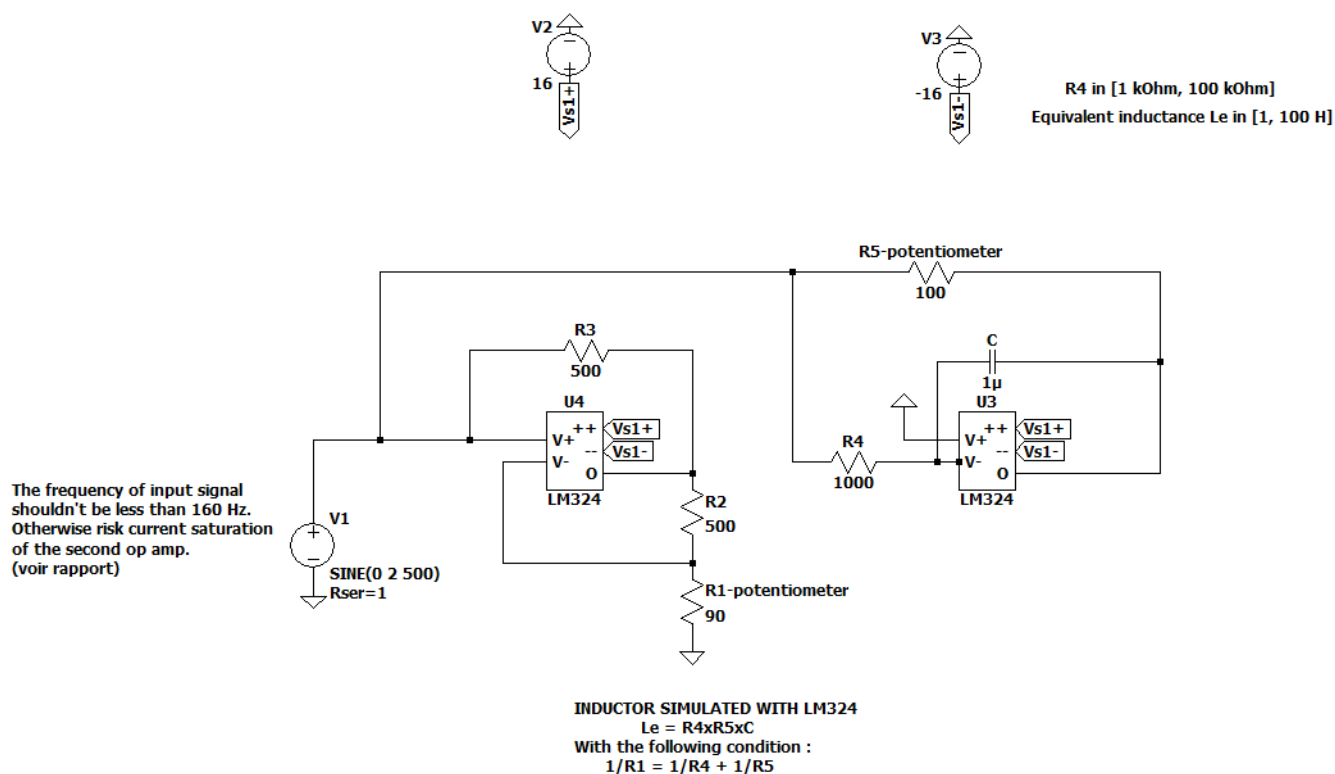 V2
16
Vs1+
V3
-16
Vs1-
R4 in [1 kOhm, 100 kOhm]
Equivalent inductance Le in [1, 100 H]
R5-potentiometer
100
R3
500
C
1µ
U4
++
Vs1+
V+
--
Vs1-
V-
O
LM324
U3
++
Vs1+
V+
--
Vs1-
V-
O
LM324
R4
1000
The frequency of input signal
shouldn't be less than 160 Hz.
Otherwise risk current saturation
of the second op amp.
(voir rapport)
V1
+
SINE(0 2 500)
Rser=1
R2
500
R1-potentiometer
90
INDUCTOR SIMULATED WITH LM324
Le = R4xR5xC
With the following condition :
1/R1 = 1/R4 + 1/R5